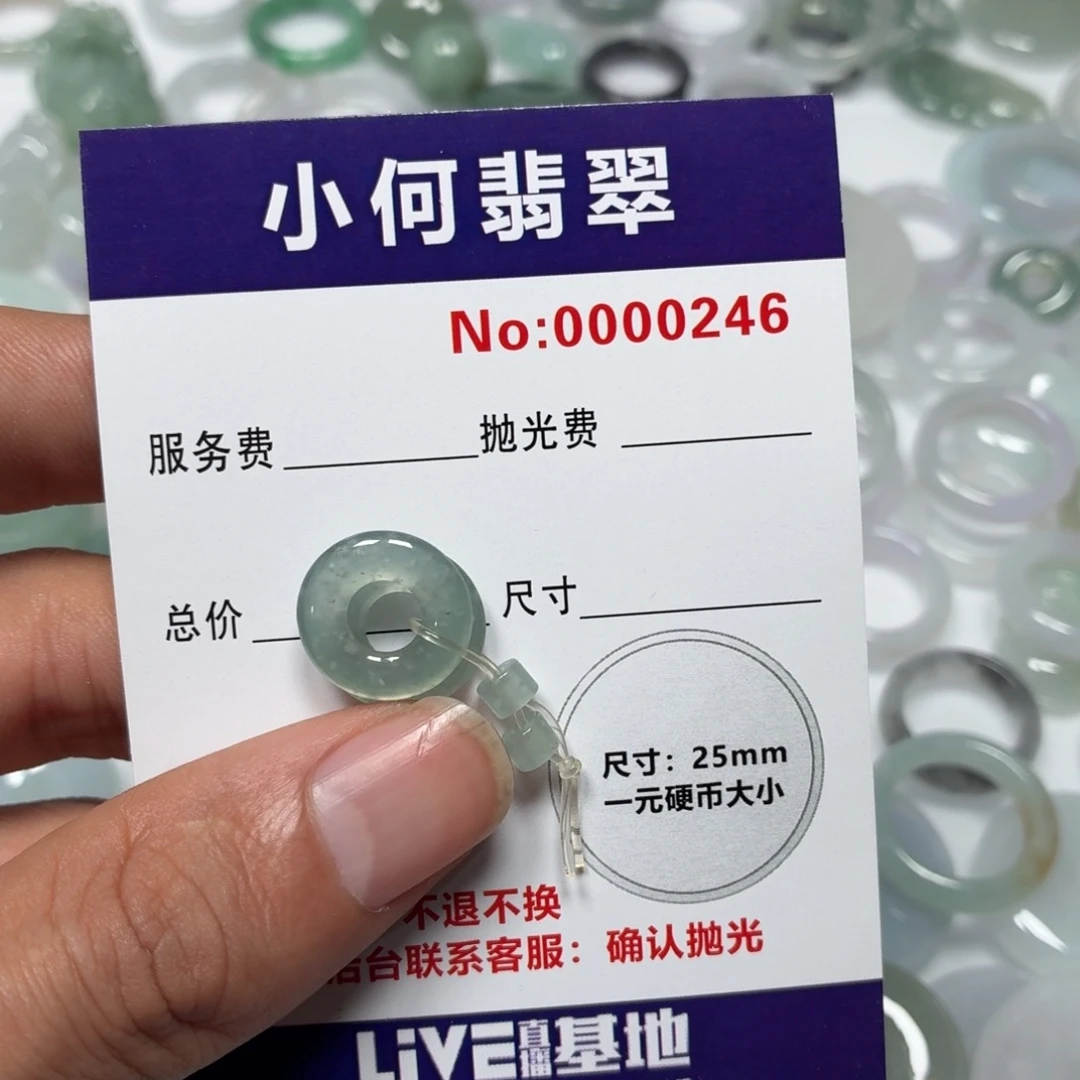 小何翡翠
No:0000246
服务费 抛光费
总价 尺寸
尺寸：25mm
一元硬币大小
不退不换
后台联系客服：确认抛光
LiVE直播基地